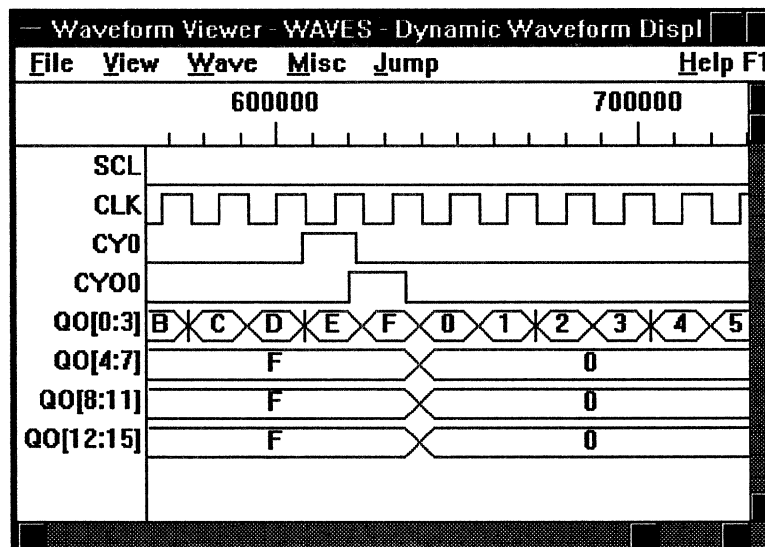 Waveform Viewer - WAVES - Dynamic Waveform Displ
File View Wave Misc Jump Help F1
600000 700000
SCL
CLK
CY0
CYO0
QO[0:3] B C D E F 0 1 2 3 4 5
QO[4:7] F 0
QO[8:11] F 0
QO[12:15] F 0